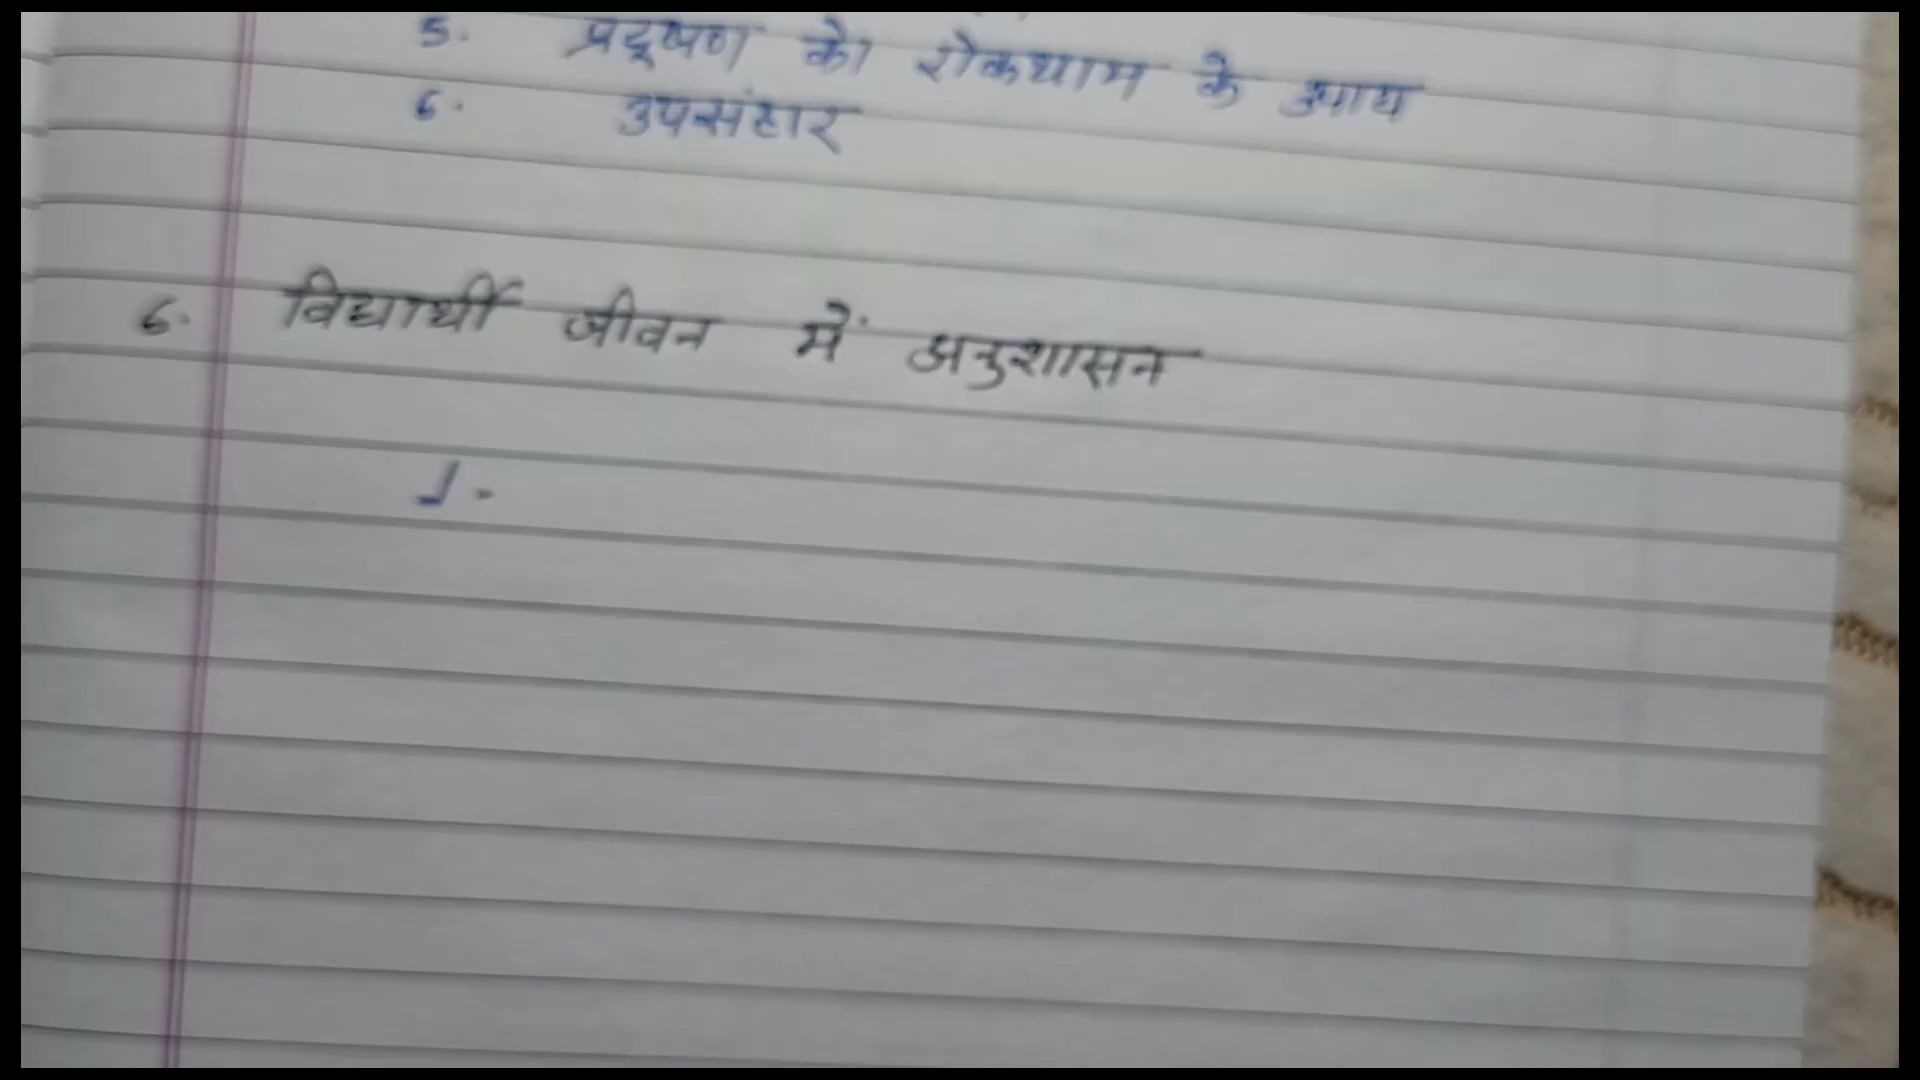 5. प्रदूषण को रोकथाम के उपाय
6. उपसंहार
6. विद्यार्थी जीवन में अनुशासन
1.